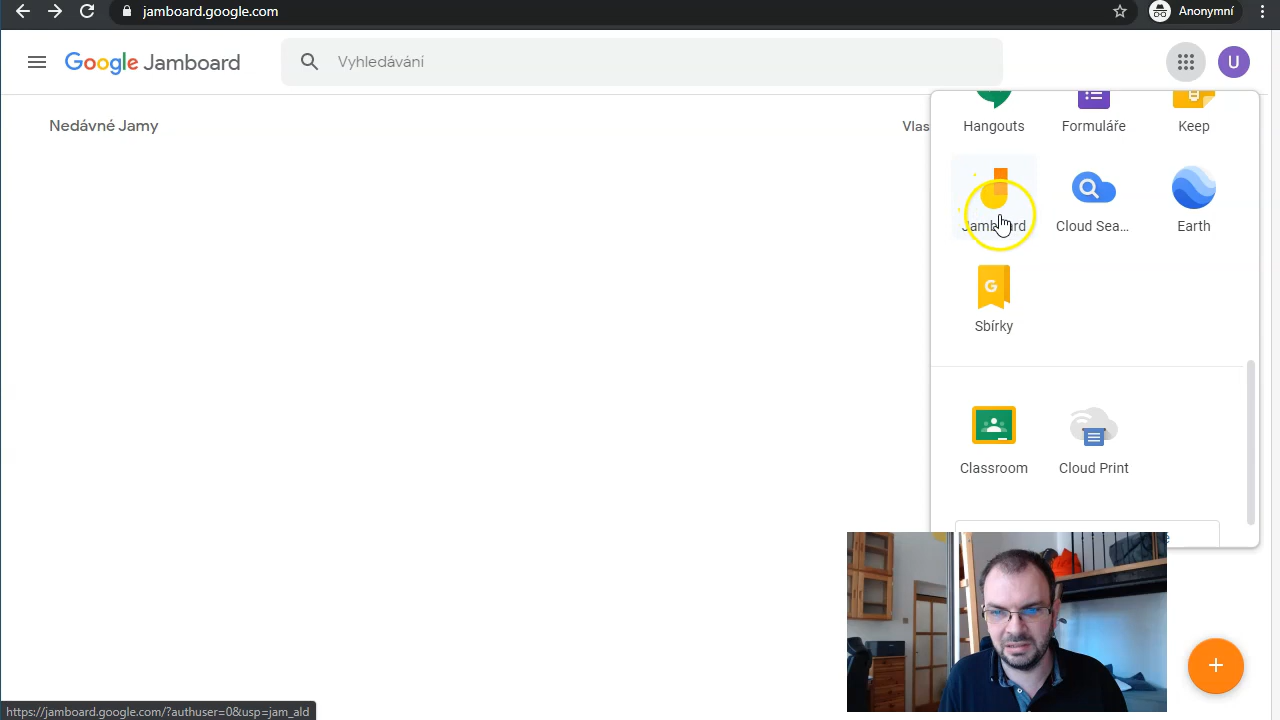 jamboard.google.com
Anonymní
Google Jamboard
Vyhledávání
U
Nedávné Jamy
Vlas
Hangouts
Formuláře
Keep
Jamboard
Cloud Sea...
Earth
G
Sbírky
Classroom
Cloud Print
https://jamboard.google.com/?authuser=0&usp=jam_ald